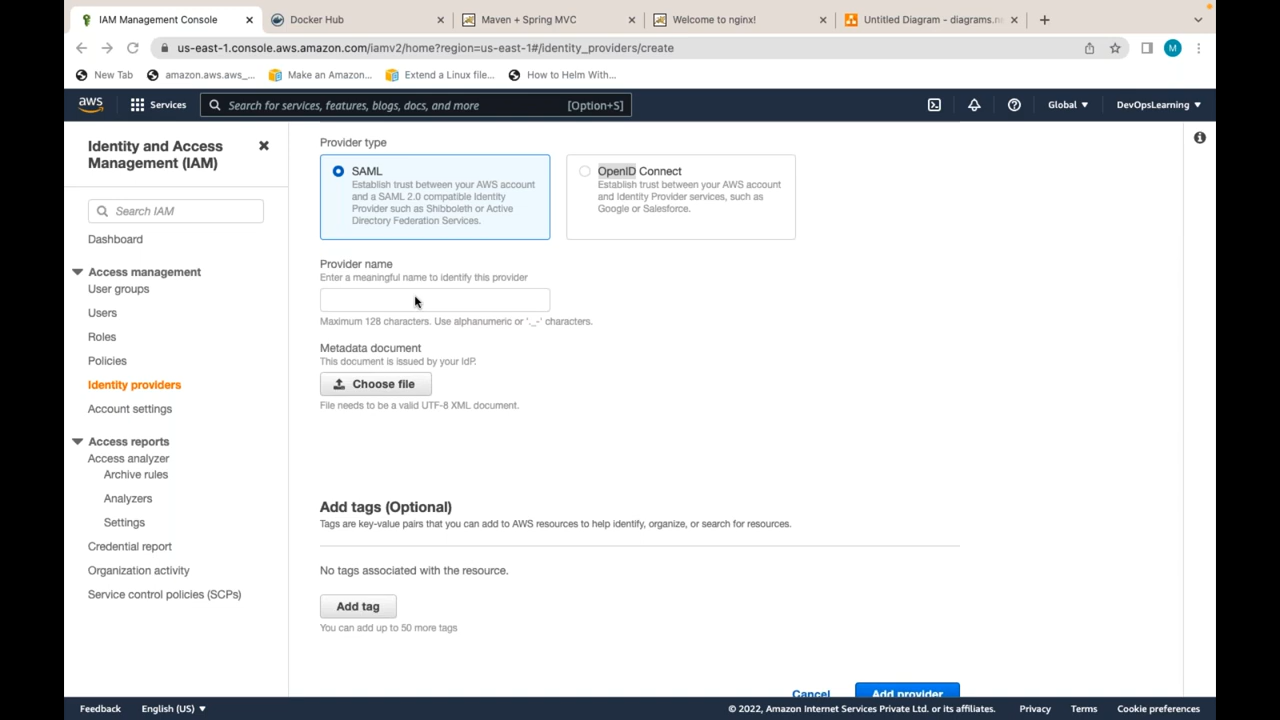 IAM Management Console
Docker Hub
Maven + Spring MVC
Welcome to nginx!
Untitled Diagram - diagrams.ne
us-east-1.console.aws.amazon.com/iamv2/home?region=us-east-1#/identity_providers/create
M
New Tab
amazon.aws.aws_...
Make an Amazon...
Extend a Linux file...
How to Helm With...
aws
Services
Search for services, features, blogs, docs, and more
[Option+S]
Global
DevOpsLearning
Identity and Access
Management (IAM)
Search IAM
Dashboard
Access management
User groups
Users
Roles
Policies
Identity providers
Account settings
Access reports
Access analyzer
Archive rules
Analyzers
Settings
Credential report
Organization activity
Service control policies (SCPs)
Provider type
SAML
Establish trust between your AWS account
and a SAML 2.0 compatible Identity
Provider such as Shibboleth or Active
Directory Federation Services.
OpenID Connect
Establish trust between your AWS account
and Identity Provider services, such as
Google or Salesforce.
Provider name
Enter a meaningful name to identify this provider
Maximum 128 characters. Use alphanumeric or '._-' characters.
Metadata document
This document is issued by your IdP.
Choose file
File needs to be a valid UTF-8 XML document.
Add tags (Optional)
Tags are key-value pairs that you can add to AWS resources to help identify, organize, or search for resources.
No tags associated with the resource.
Add tag
You can add up to 50 more tags
Cancel
Add provider
Feedback
English (US)
© 2022, Amazon Internet Services Private Ltd. or its affiliates.
Privacy
Terms
Cookie preferences